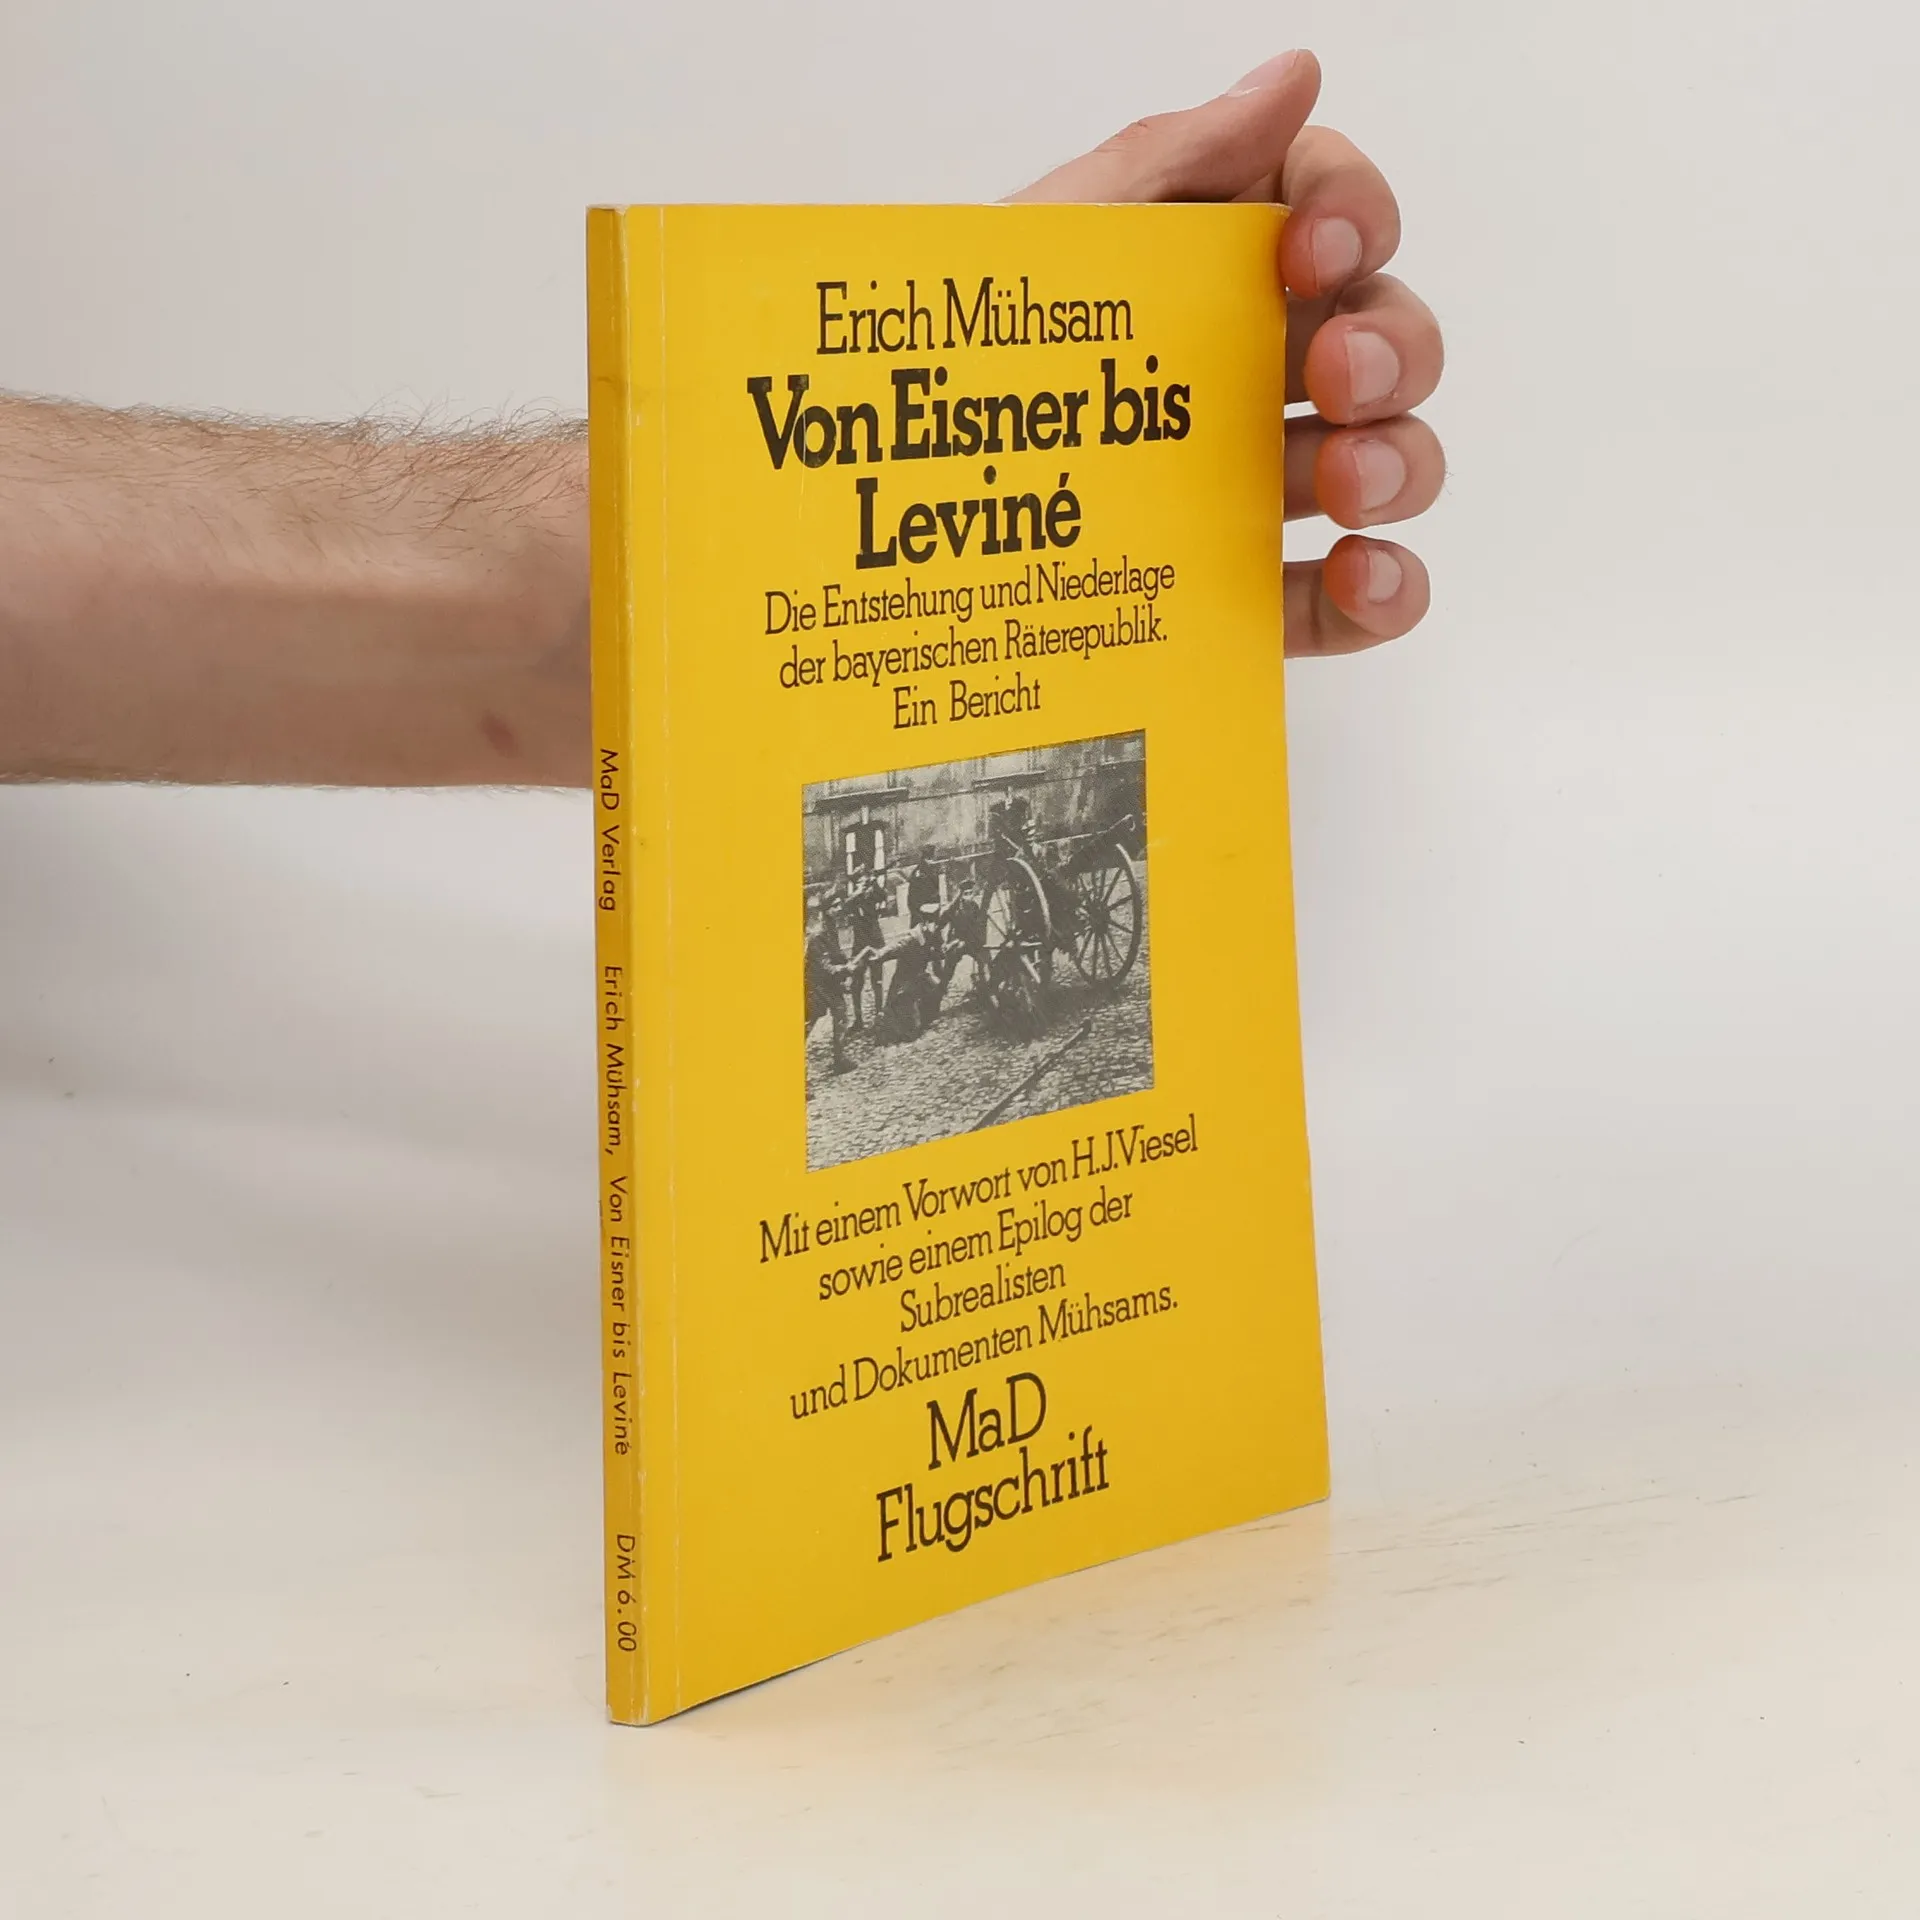 Erich Mühsam
Von Eisner bis
Leviné
Die Entstehung und Niederlage
der bayerischen Räterepublik.
Ein Bericht
Mit einem Vorwort von H.J.Viesel
sowie einem Epilog der
Subrealisten
und Dokumenten Mühsams.
MaD
Flugschrift
MaD Verlag Erich Mühsam, Von Eisner bis Leviné DM 6.00